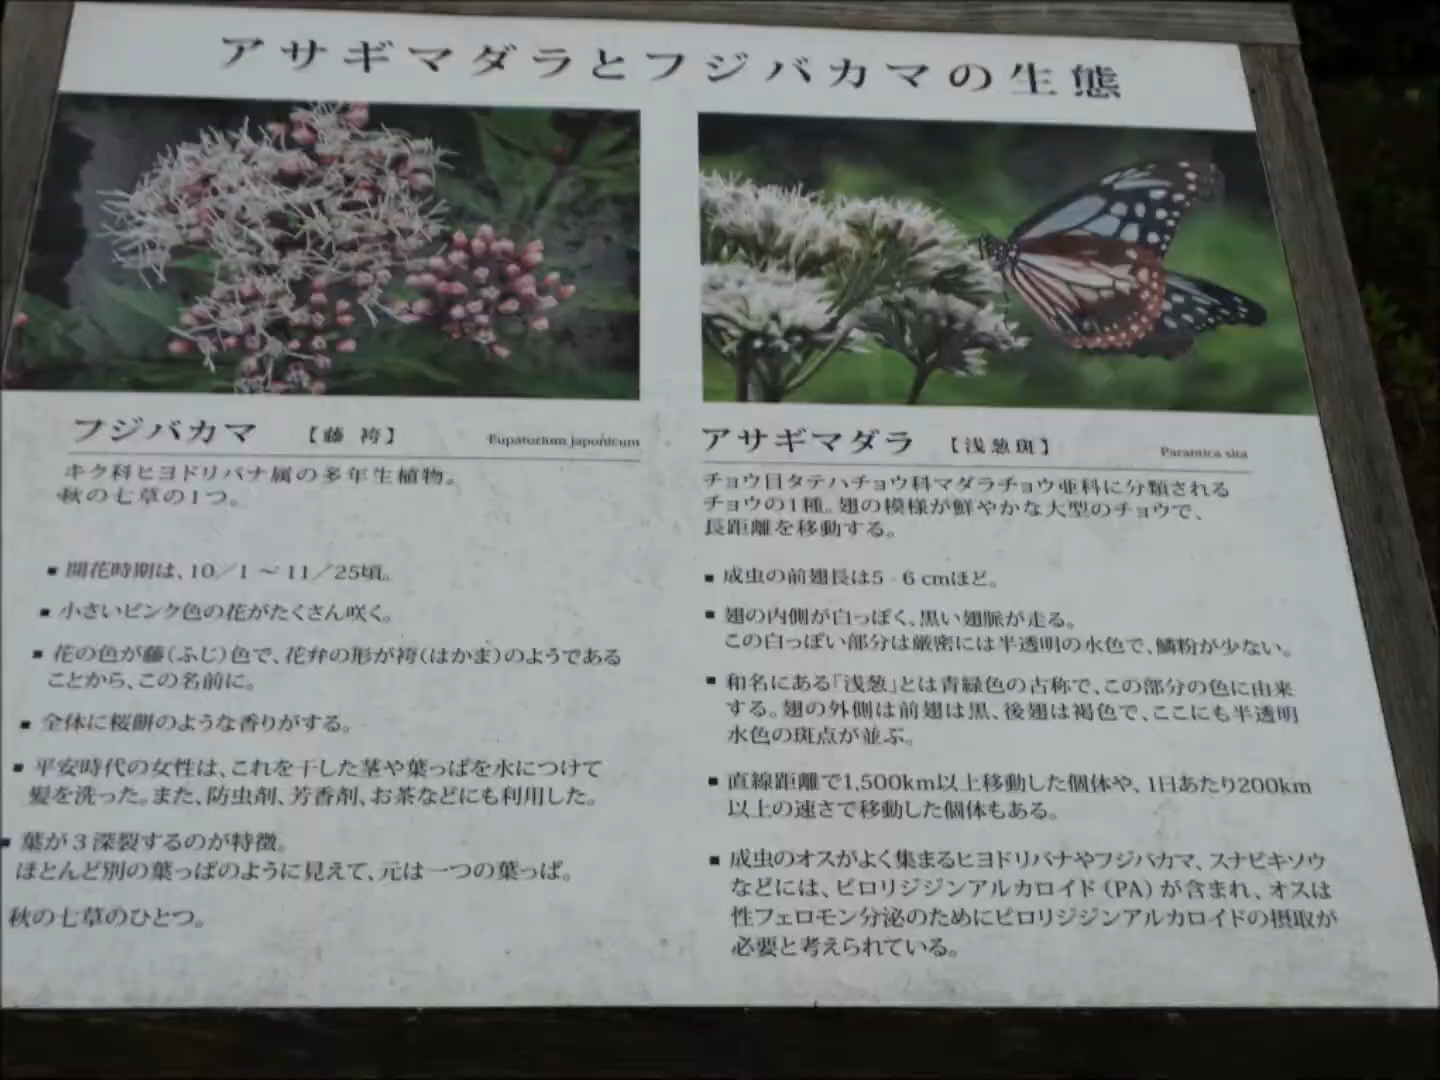 アサギマダラとフジバカマの生態
フジバカマ 【藤 袴】 Eupatorium japonicum
キク科ヒヨドリバナ属の多年生植物。
秋の七草の1つ。
▪ 開花時期は、10／1 ～ 11／25頃。
▪ 小さいピンク色の花がたくさん咲く。
▪ 花の色が藤（ふじ）色で、花弁の形が袴（はかま）のようである
ことから、この名前に。
▪ 全体に桜餅のような香りがする。
▪ 平安時代の女性は、これを干した茎や葉っぱを水につけて
髪を洗った。また、防虫剤、芳香剤、お茶などにも利用した。
▪ 葉が3深裂するのが特徴。
ほとんど別の葉っぱのように見えて、元は一つの葉っぱ。
秋の七草のひとつ。
アサギマダラ 【浅葱斑】 Parantica sita
チョウ目タテハチョウ科マダラチョウ亜科に分類される
チョウの1種。翅の模様が鮮やかな大型のチョウで、
長距離を移動する。
▪ 成虫の前翅長は5‐6 cmほど。
▪ 翅の内側が白っぽく、黒い翅脈が走る。
この白っぽい部分は厳密には半透明の水色で、鱗粉が少ない。
▪ 和名にある「浅葱」とは青緑色の古称で、この部分の色に由来
する。翅の外側は前翅は黒、後翅は褐色で、ここにも半透明
水色の斑点が並ぶ。
▪ 直線距離で1,500km以上移動した個体や、1日あたり200km
以上の速さで移動した個体もある。
▪ 成虫のオスがよく集まるヒヨドリバナやフジバカマ、スナビキソウ
などには、ピロリジジンアルカロイド（PA）が含まれ、オスは
性フェロモン分泌のためにピロリジジンアルカロイドの摂取が
必要と考えられている。